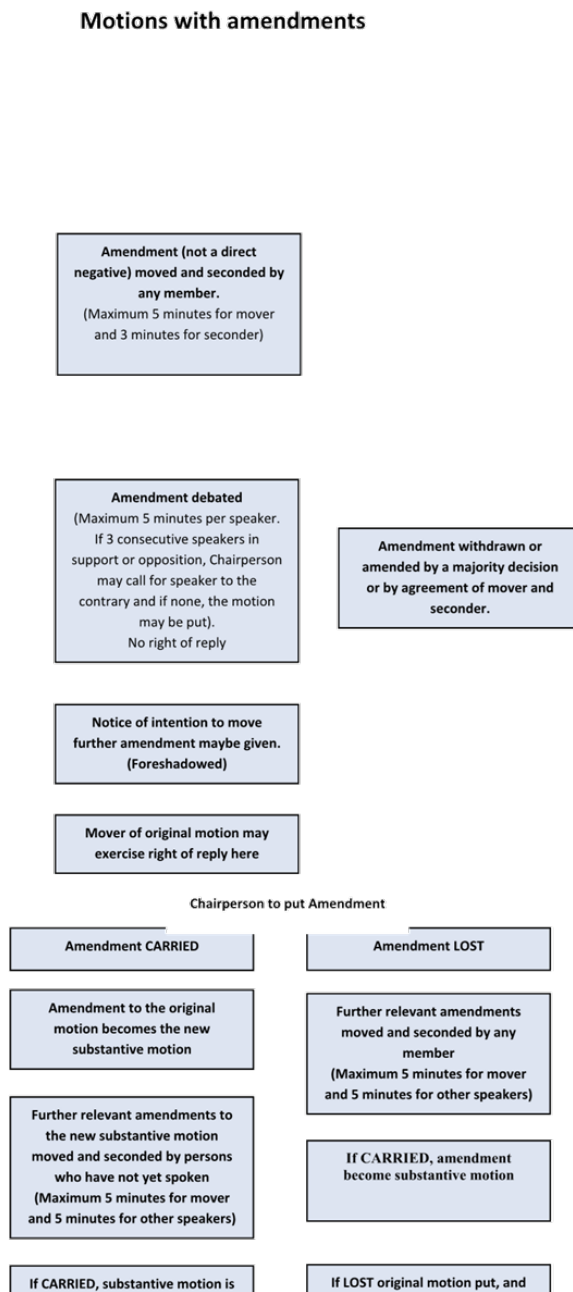 Motions with amendments
Amendment (not a direct
negative) moved and seconded by
any member.
(Maximum 5 minutes for mover
and 3 minutes for seconder)
Amendment debated
(Maximum 5 minutes per speaker.
If 3 consecutive speakers in
support or opposition, Chairperson
may call for speaker to the
contrary and if none, the motion
may be put).
No right of reply
Amendment withdrawn or
amended by a majority decision
or by agreement of mover and
seconder.
Notice of intention to move
further amendment maybe given.
(Foreshadowed)
Mover of original motion may
exercise right of reply here
Chairperson to put Amendment
Amendment CARRIED
Amendment to the original
motion becomes the new
substantive motion
Further relevant amendments to
the new substantive motion
moved and seconded by persons
who have not yet spoken
(Maximum 5 minutes for mover
and 5 minutes for other speakers)
If CARRIED, substantive motion is
Amendment LOST
Further relevant amendments
moved and seconded by any
member
(Maximum 5 minutes for mover
and 5 minutes for other speakers)
If CARRIED, amendment
become substantive motion
If LOST original motion put, and